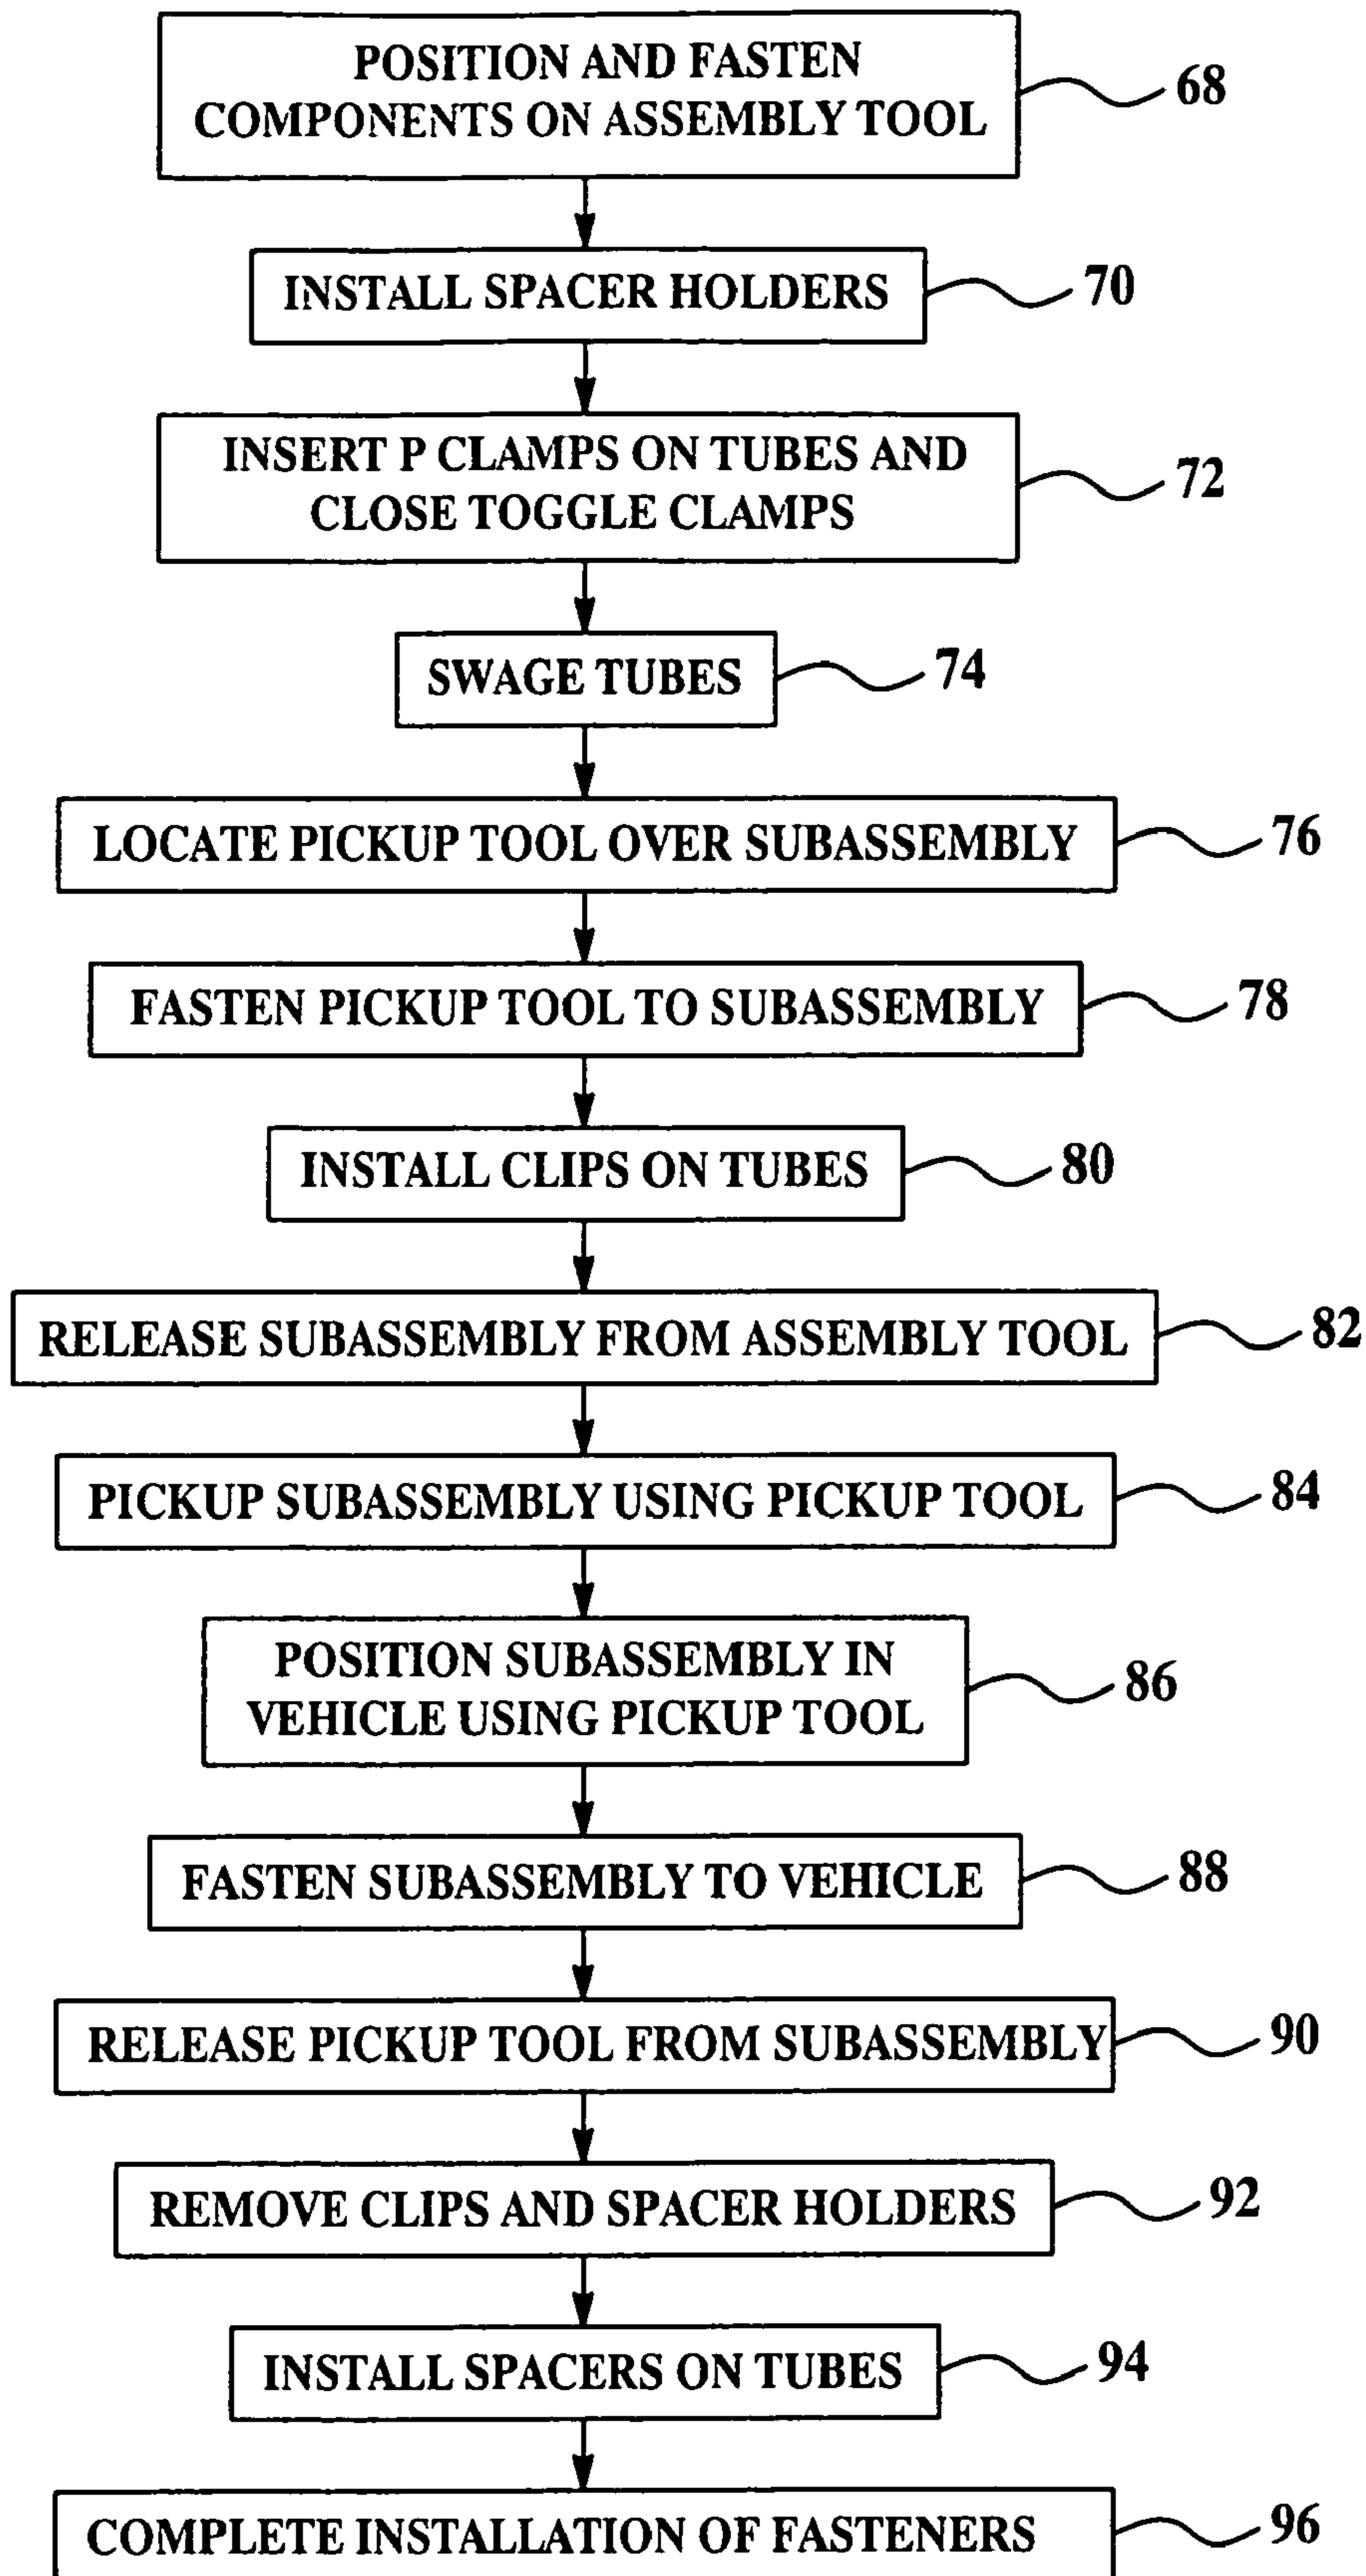 POSITION AND FASTEN
COMPONENTS ON ASSEMBLY TOOL
68
INSTALL SPACER HOLDERS
70
INSERT P CLAMPS ON TUBES AND
CLOSE TOGGLE CLAMPS
72
SWAGE TUBES
74
LOCATE PICKUP TOOL OVER SUBASSEMBLY
76
FASTEN PICKUP TOOL TO SUBASSEMBLY
78
INSTALL CLIPS ON TUBES
80
RELEASE SUBASSEMBLY FROM ASSEMBLY TOOL
82
PICKUP SUBASSEMBLY USING PICKUP TOOL
84
POSITION SUBASSEMBLY IN
VEHICLE USING PICKUP TOOL
86
FASTEN SUBASSEMBLY TO VEHICLE
88
RELEASE PICKUP TOOL FROM SUBASSEMBLY
90
REMOVE CLIPS AND SPACER HOLDERS
92
INSTALL SPACERS ON TUBES
94
COMPLETE INSTALLATION OF FASTENERS
96